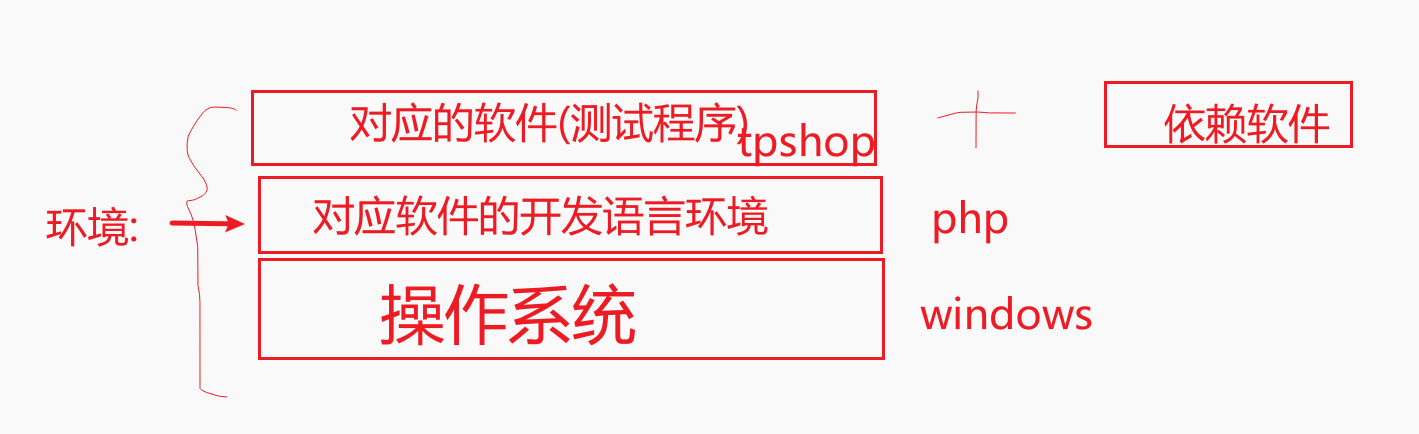 对应的软件(测试程序)
tpshop
依赖软件
环境:
对应软件的开发语言环境
php
操作系统
windows